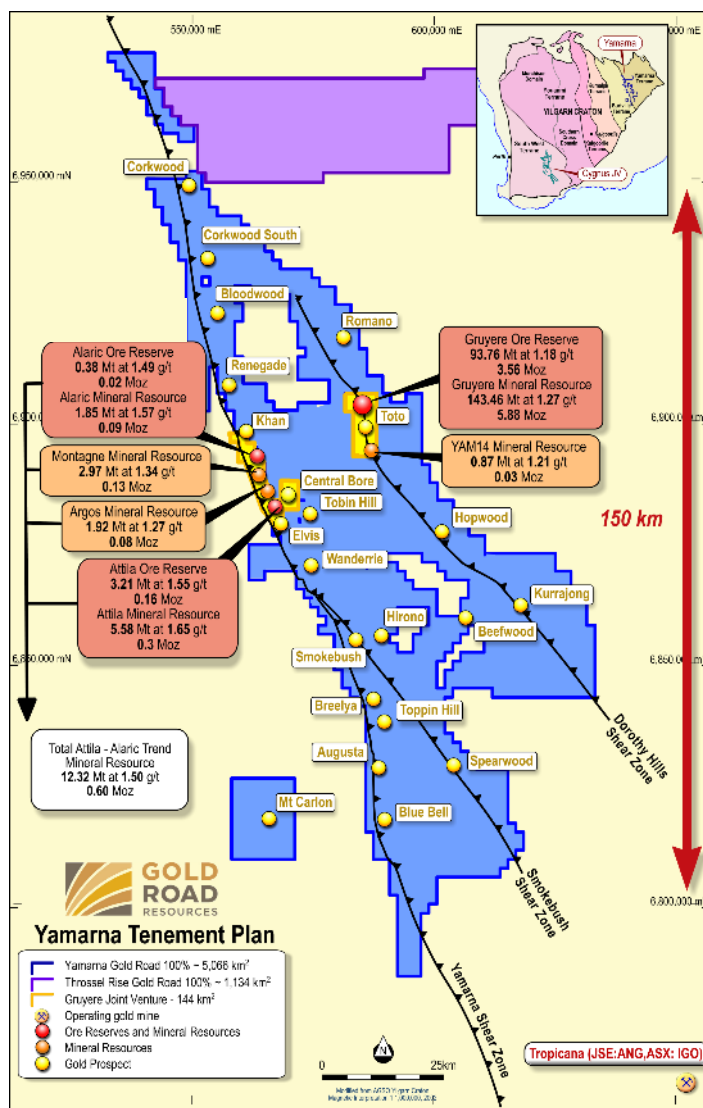 550,000 mE
600,000 mE
Yamarna
YILGARN CRATON
Perth
Cygnus JV
6,950,000 mN
Corkwood
Corkwood South
Bloodwood
Romano
Renegade
Khan
Alaric Ore Reserve
0.38 Mt at 1.49 g/t
0.02 Moz
Alaric Mineral Resource
1.85 Mt at 1.57 g/t
0.09 Moz
Gruyere Ore Reserve
93.76 Mt at 1.18 g/t
3.56 Moz
Gruyere Mineral Resource
143.46 Mt at 1.27 g/t
5.88 Moz
6,900,000 mN
Toto
YAM14 Mineral Resource
0.87 Mt at 1.21 g/t
0.03 Moz
Montagne Mineral Resource
2.97 Mt at 1.34 g/t
0.13 Moz
Argos Mineral Resource
1.92 Mt at 1.27 g/t
0.08 Moz
Central Bore
Tobin Hill
Elvis
Hopwood
150 km
Attila Ore Reserve
3.21 Mt at 1.55 g/t
0.16 Moz
Attila Mineral Resource
5.58 Mt at 1.65 g/t
0.3 Moz
Wanderrie
Hirono
Kurrajong
Beefwood
Smokebush
Breelya
Toppin Hill
Augusta
Spearwood
Dorothy Hills
Shear Zone
Total Attila - Alaric Trend
Mineral Resource
12.32 Mt at 1.50 g/t
0.60 Moz
Mt Carlon
Blue Bell
Smokebush
Shear Zone
Yamarna Shear Zone
GOLD
ROAD
RESOURCES
Yamarna Tenement Plan
Yamarna Gold Road 100% ~ 5,066 km²
Throssel Rise Gold Road 100% ~ 1,134 km²
Gruyere Joint Venture - 144 km²
Operating gold mine
Ore Reserves and Mineral Resources
Mineral Resources
Gold Prospect
N
0
25km
Tropicana (JSE:ANG,ASX: IGO)